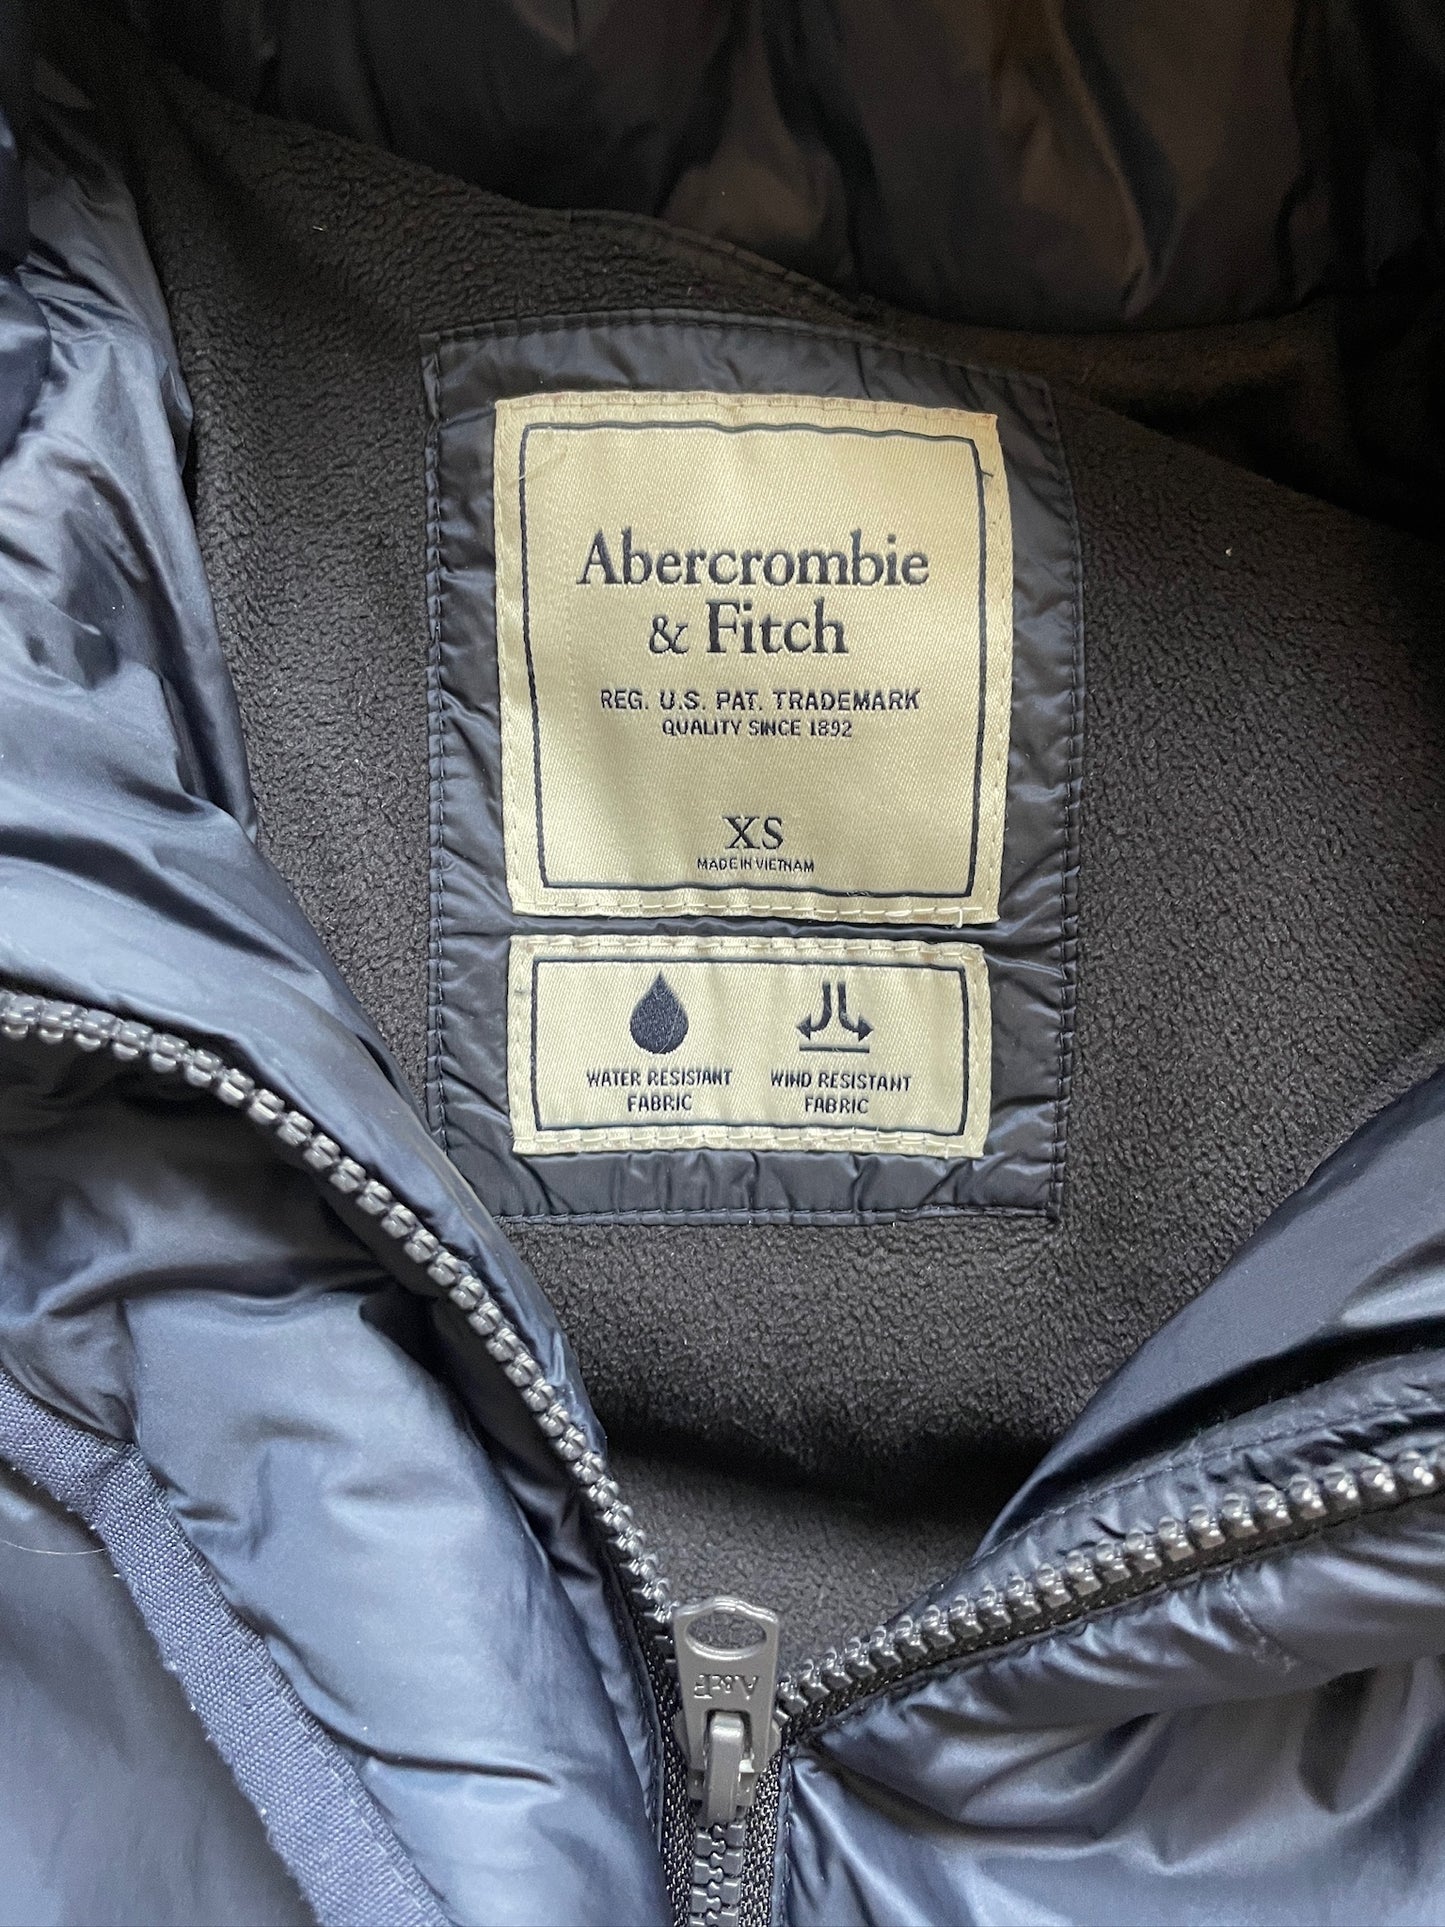 Abercrombie
& Fitch
REG. U.S. PAT. TRADEMARK
QUALITY SINCE 1892
XS
MADE IN VIETNAM
WATER RESISTANT
FABRIC
WIND RESISTANT
FABRIC
A&F